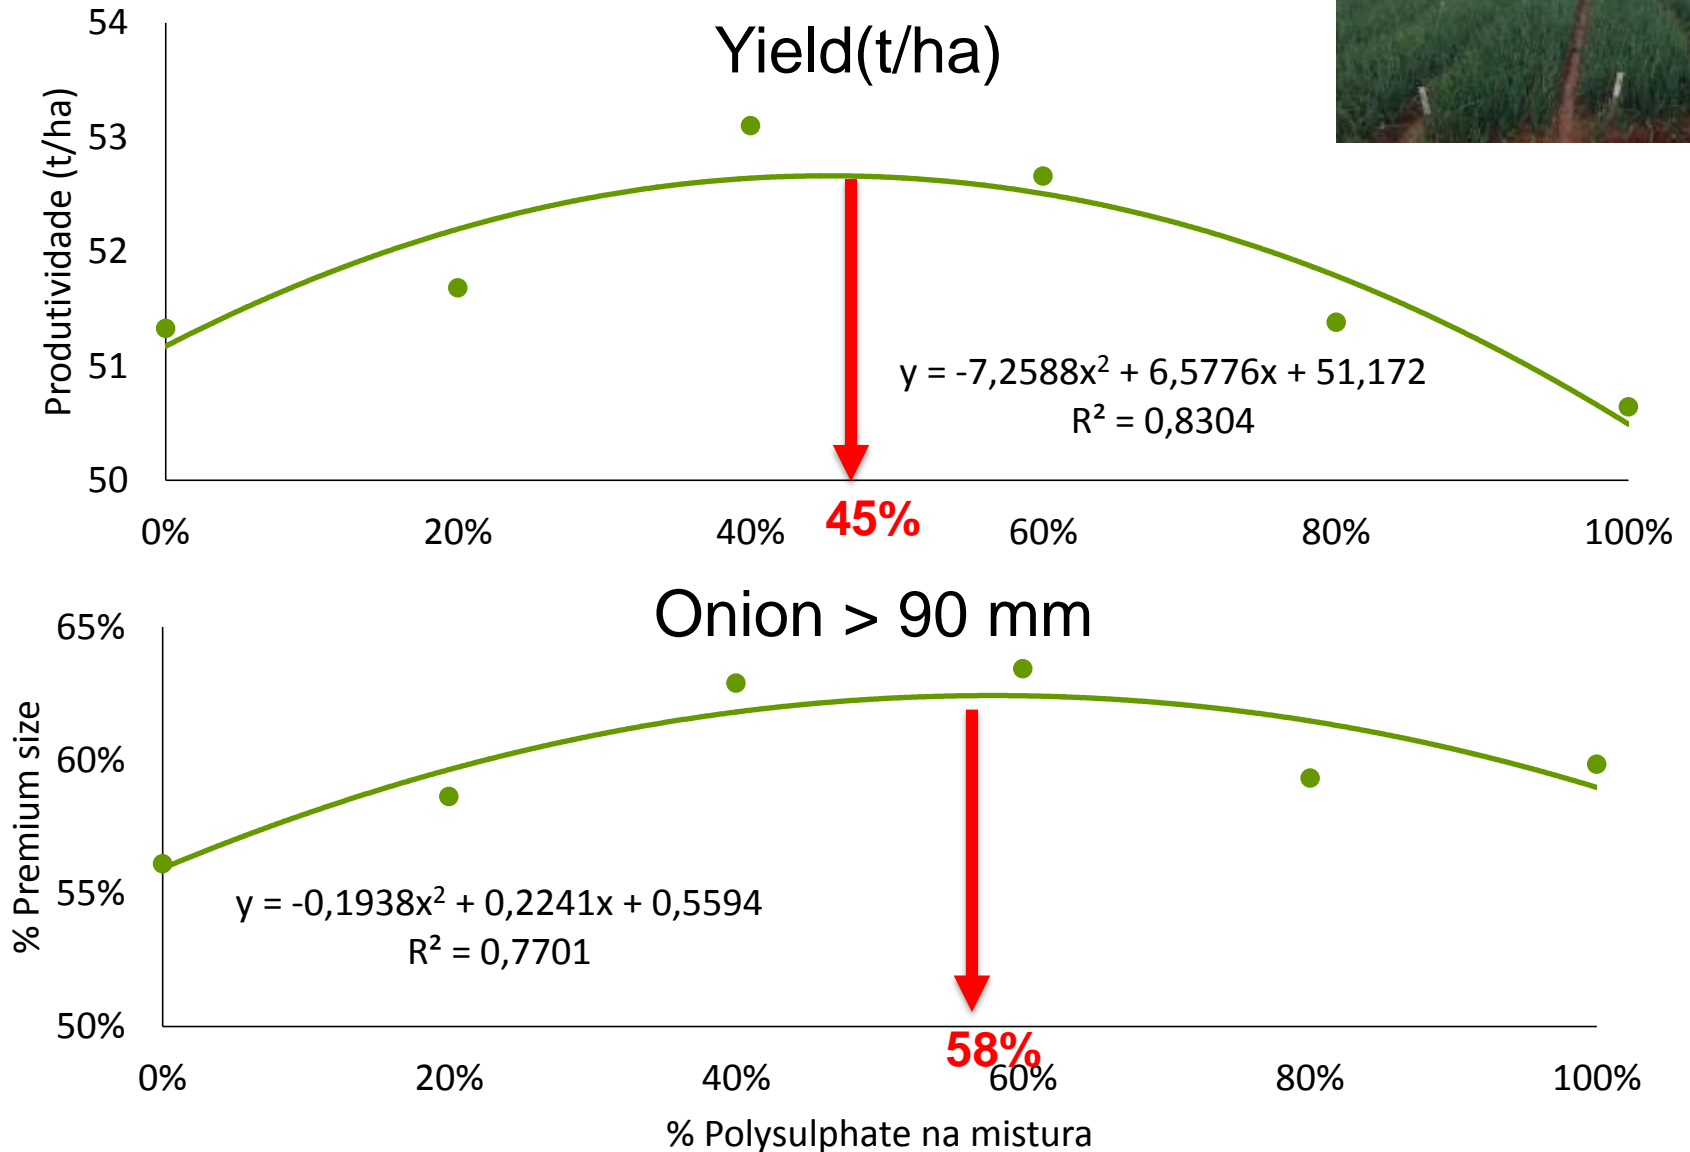 Yield(t/ha)
Produtividade (t/ha)
54
53
52
51
50
y = -7,2588x² + 6,5776x + 51,172
R² = 0,8304
0%
20%
40%
45%
60%
80%
100%
Onion > 90 mm
% Premium size
65%
60%
55%
50%
y = -0,1938x² + 0,2241x + 0,5594
R² = 0,7701
58%
0%
20%
40%
60%
80%
100%
% Polysulphate na mistura